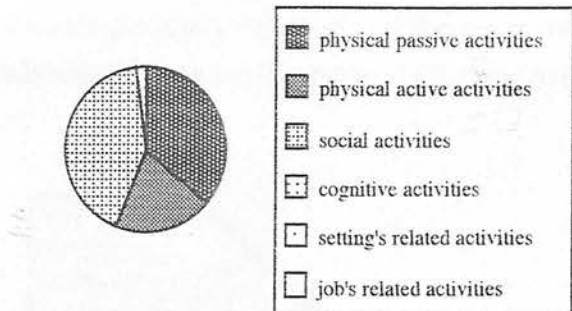 physical passive activities
physical active activities
social activities
cognitive activities
setting's related activities
job's related activities